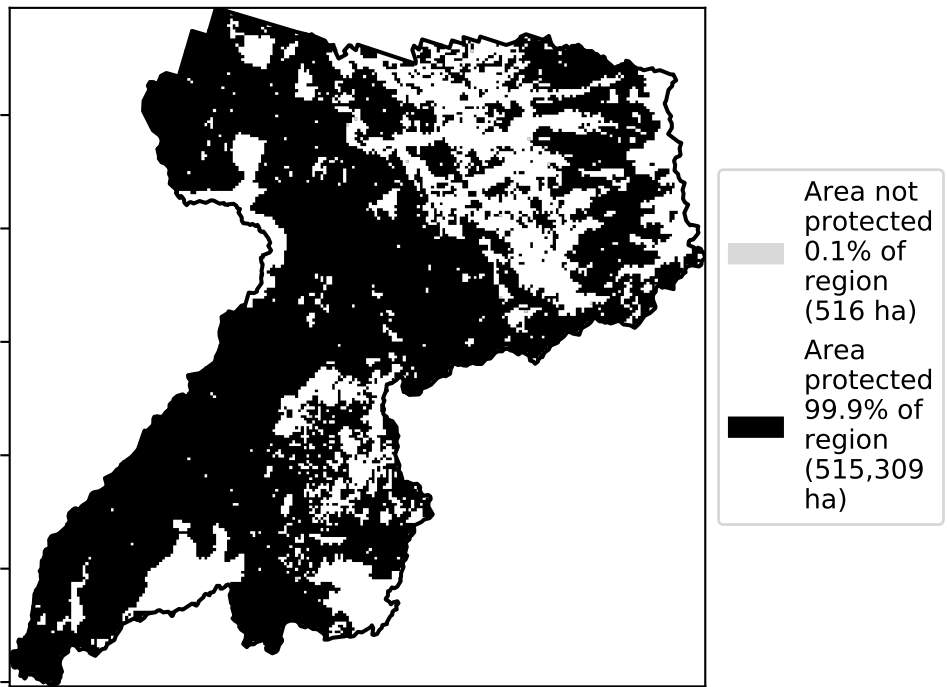 Area not
protected
0.1% of
region
(516 ha)
Area
protected
99.9% of
region
(515,309
ha)